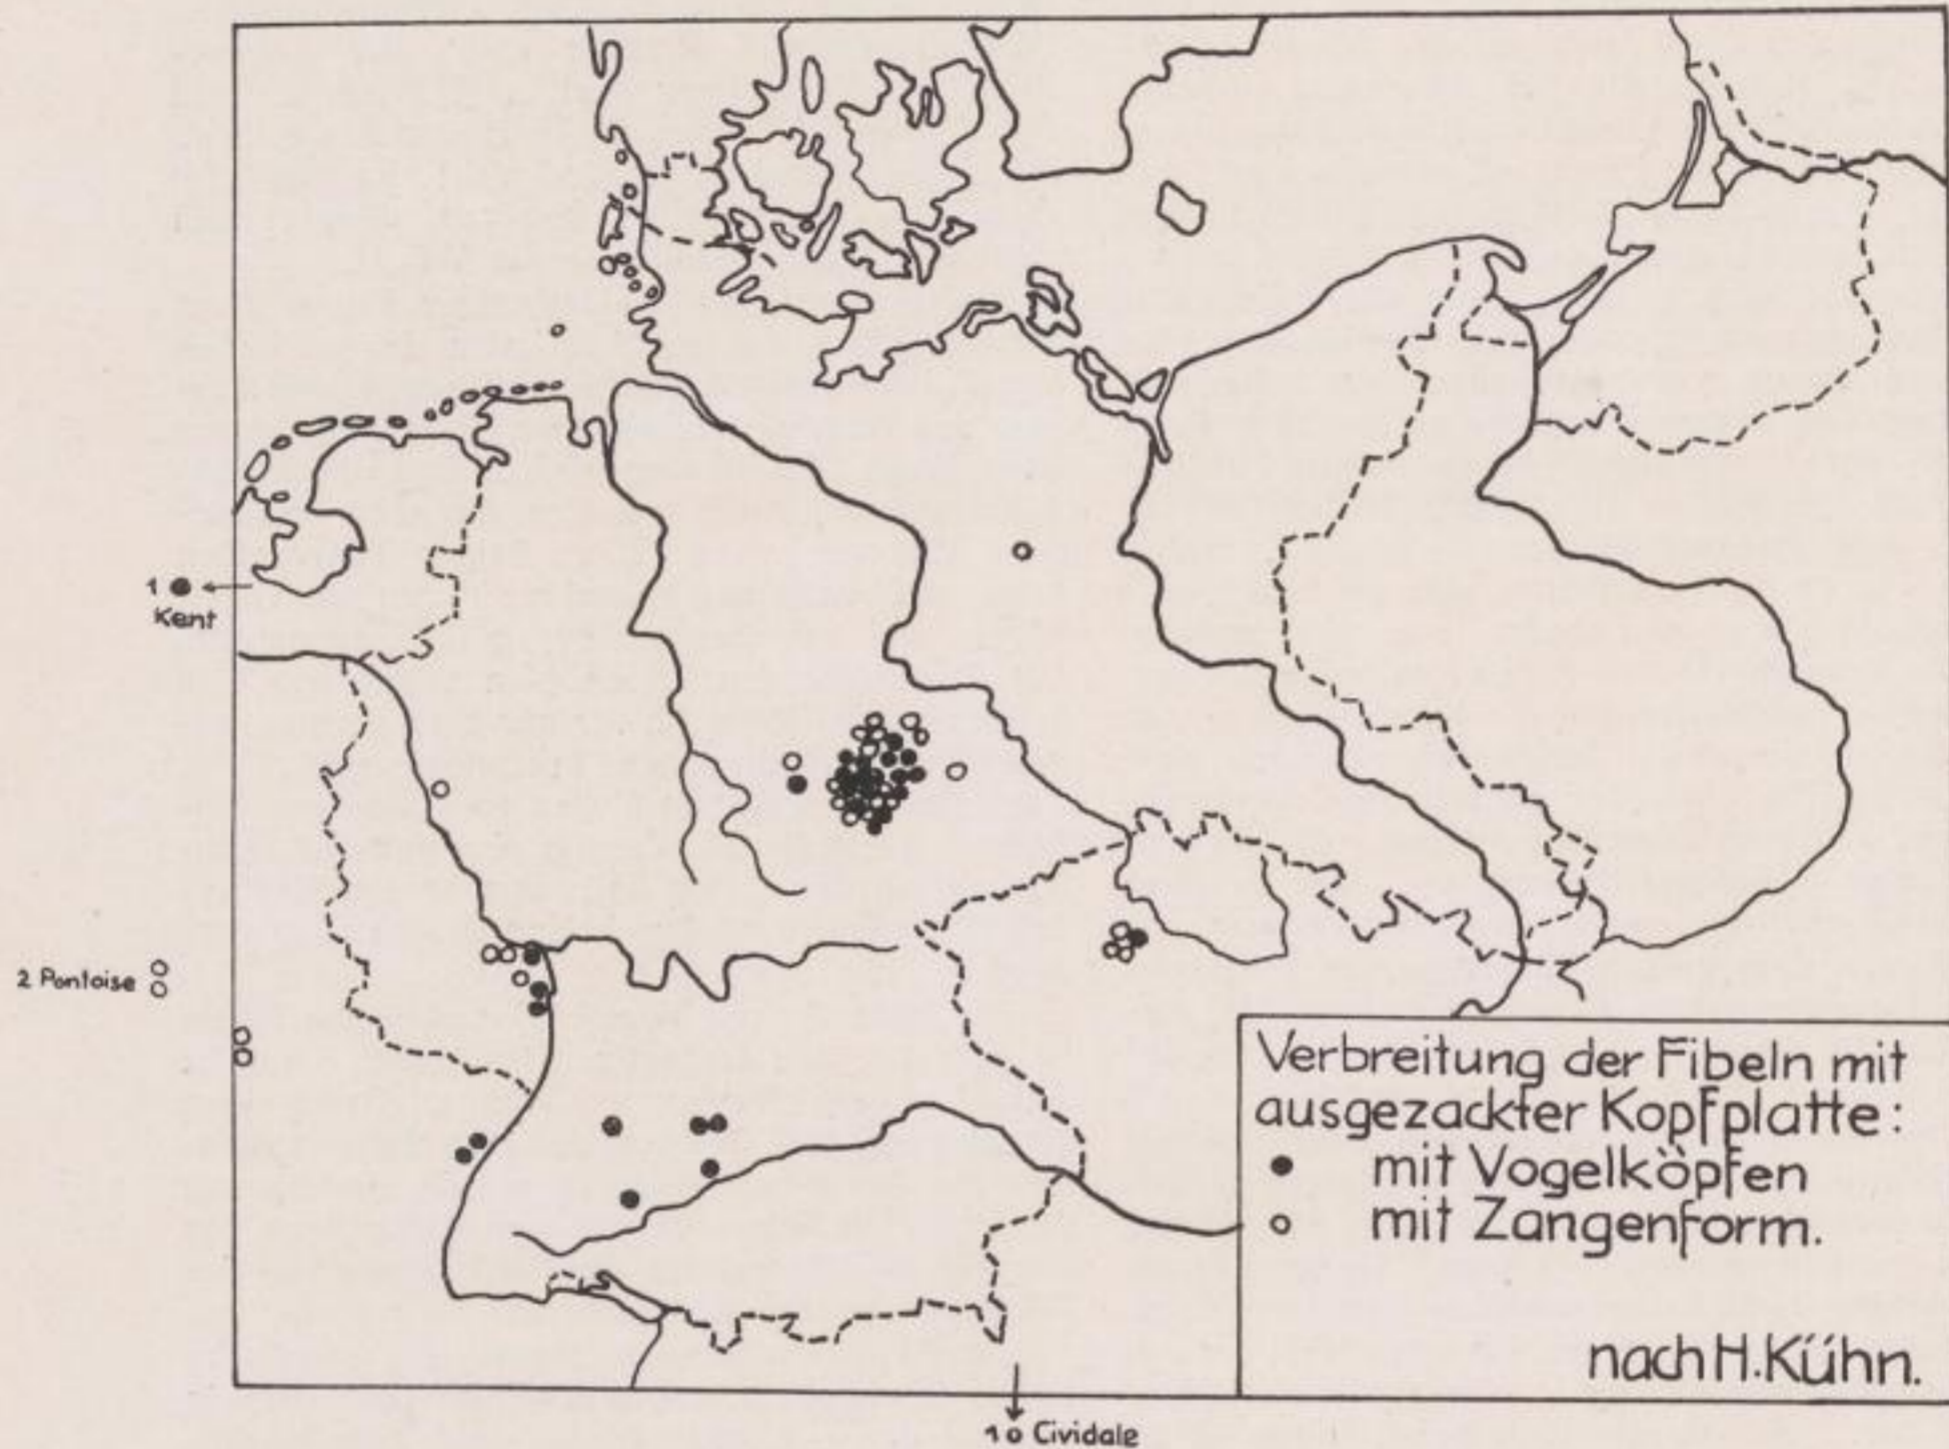 1
Kent
2 Pontoise
Verbreitung der Fibeln mit
ausgezackter Kopfplatte:
mit Vogelköpfen
mit Zangenform.
nach H. Kühn.
1 o Cividale